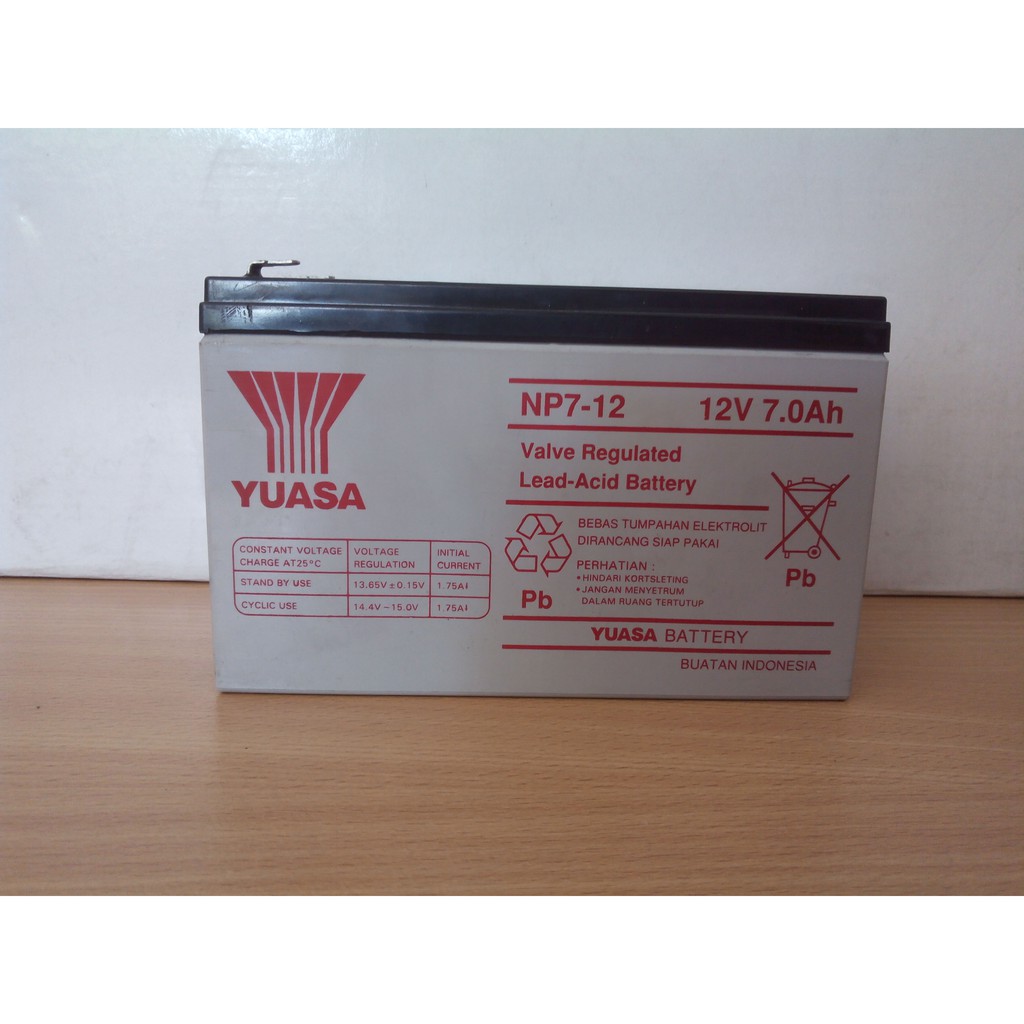 YUASA
NP7-12 12V 7.0Ah
Valve Regulated
Lead-Acid Battery
BEBAS TUMPAHAN ELEKTROLIT
DIRANCANG SIAP PAKAI
PERHATIAN :
• HINDARI KORTSLETING
• JANGAN MENYETRUM
DALAM RUANG TERTUTUP
Pb
Pb
CONSTANT VOLTAGE CHARGE AT25°C VOLTAGE REGULATION INITIAL CURRENT
STAND BY USE 13.65V ± 0.15V 1.75A
CYCLIC USE 14.4V – 15.0V 1.75A
YUASA BATTERY
BUATAN INDONESIA